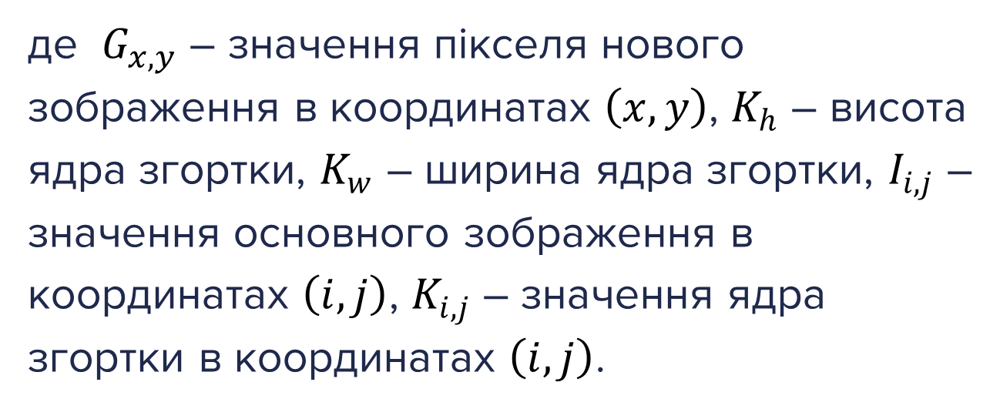 де G_{x,y} – значення пікселя нового
зображення в координатах (x, y), K_h – висота
ядра згортки, K_w – ширина ядра згортки, I_{i,j} –
значення основного зображення в
координатах (i, j), K_{i,j} – значення ядра
згортки в координатах (i, j).